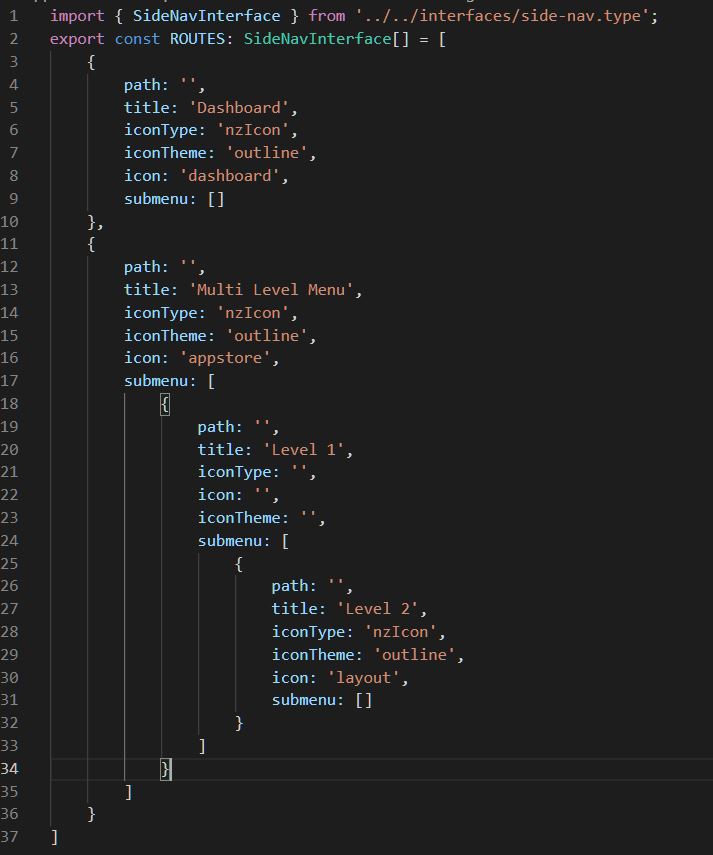 1 import { SideNavInterface } from '../../interfaces/side-nav.type';
2 export const ROUTES: SideNavInterface[] = [
3     {
4         path: '',
5         title: 'Dashboard',
6         iconType: 'nzIcon',
7         iconTheme: 'outline',
8         icon: 'dashboard',
9         submenu: []
10     },
11     {
12         path: '',
13         title: 'Multi Level Menu',
14         iconType: 'nzIcon',
15         iconTheme: 'outline',
16         icon: 'appstore',
17         submenu: [
18             {
19                 path: '',
20                 title: 'Level 1',
21                 iconType: '',
22                 icon: '',
23                 iconTheme: '',
24                 submenu: [
25                     {
26                         path: '',
27                         title: 'Level 2',
28                         iconType: 'nzIcon',
29                         iconTheme: 'outline',
30                         icon: 'layout',
31                         submenu: []
32                     }
33                 ]
34             }
35         ]
36     }
37 ]